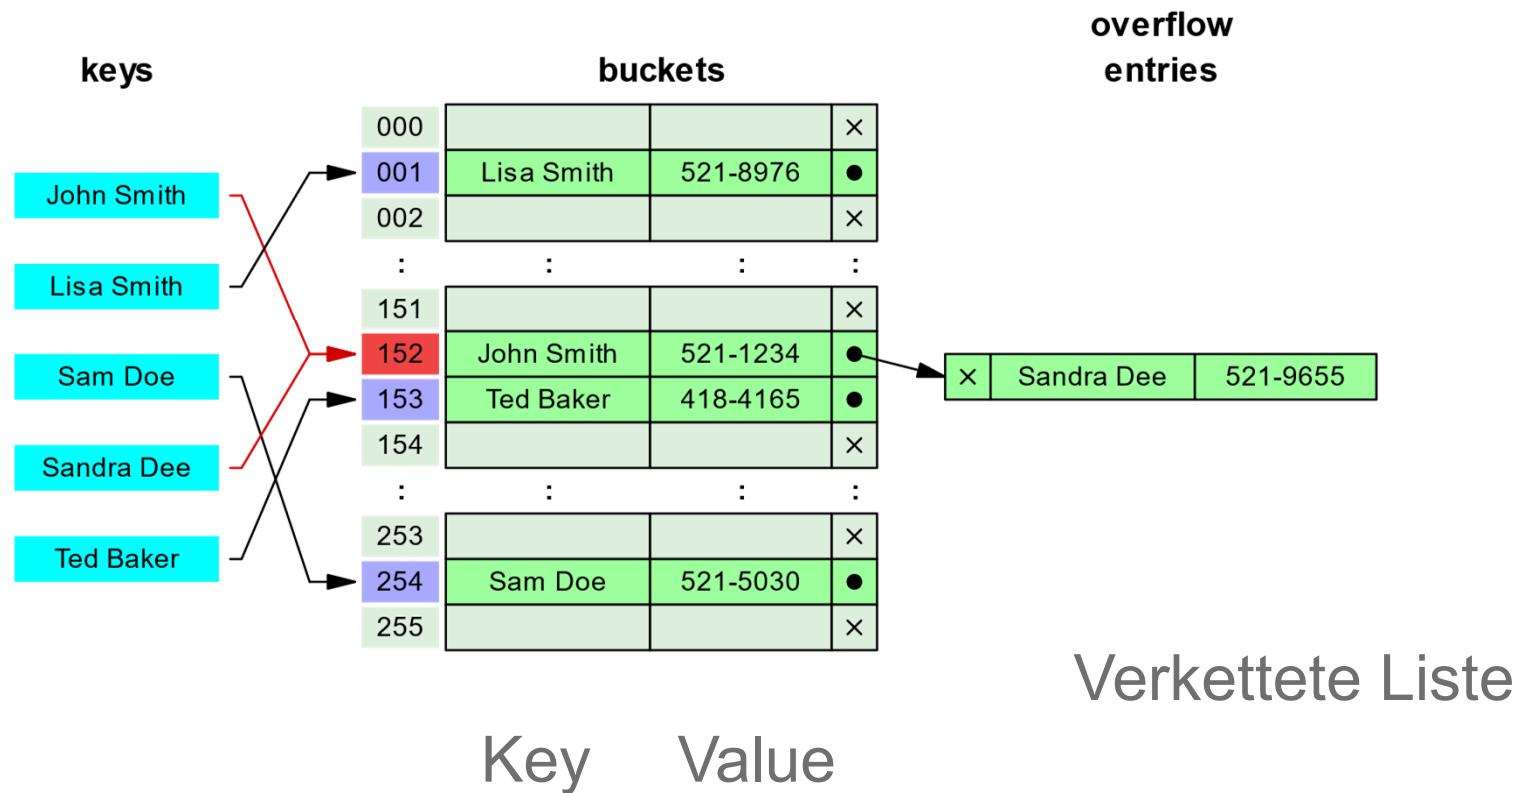 overflow
keys buckets entries
000 ×
001 Lisa Smith 521-8976 ●
John Smith
002 ×
Lisa Smith
: : : :
151 ×
152 John Smith 521-1234 ●
Sam Doe
× Sandra Dee 521-9655
153 Ted Baker 418-4165 ●
154 ×
Sandra Dee
: : : :
253 ×
Ted Baker
254 Sam Doe 521-5030 ●
255 ×
Verkettete Liste
Key Value